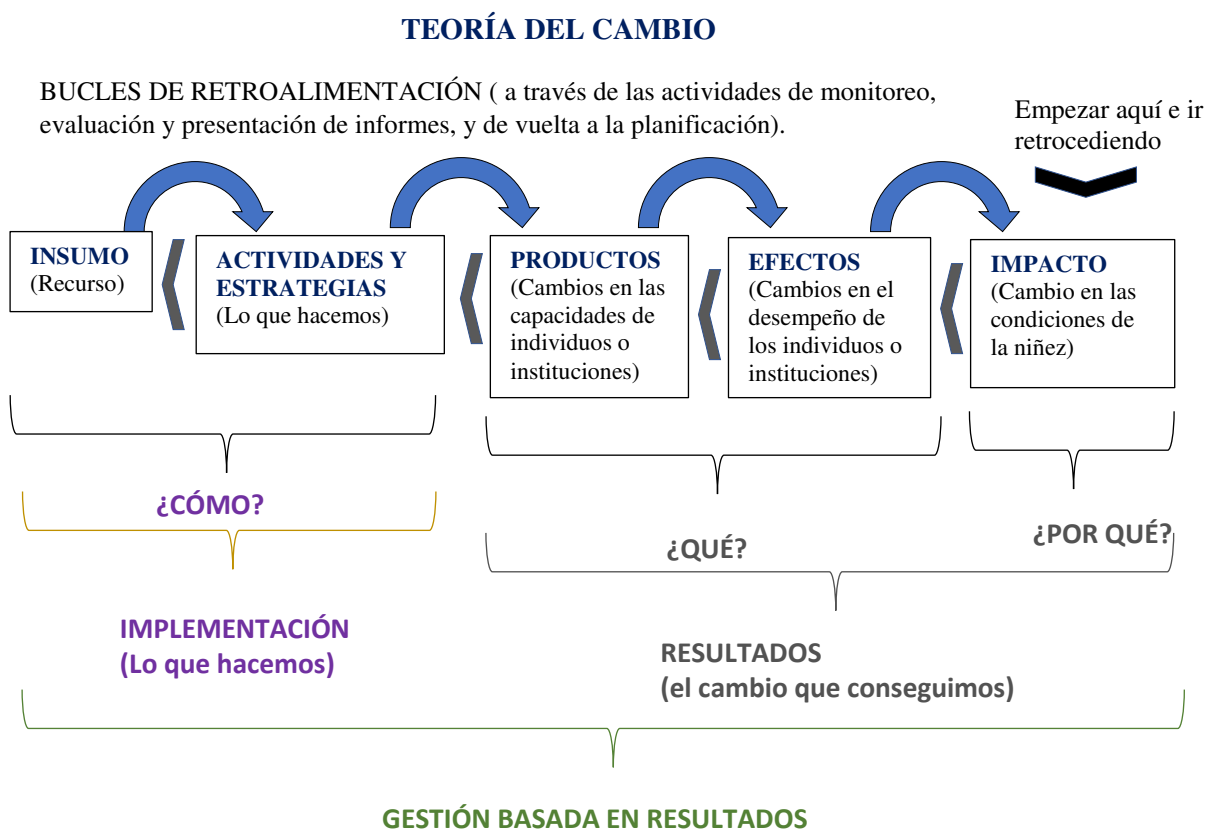 TEORÍA DEL CAMBIO
BUCLES DE RETROALIMENTACIÓN ( a través de las actividades de monitoreo,
evaluación y presentación de informes, y de vuelta a la planificación).
Empezar aquí e ir
retrocediendo
INSUMO
(Recurso)
ACTIVIDADES Y
ESTRATEGIAS
(Lo que hacemos)
PRODUCTOS
(Cambios en las
capacidades de
individuos o
instituciones)
EFECTOS
(Cambios en el
desempeño de
los individuos o
instituciones)
IMPACTO
(Cambio en las
condiciones de
la niñez)
¿CÓMO?
¿QUÉ?
¿POR QUÉ?
IMPLEMENTACIÓN
(Lo que hacemos)
RESULTADOS
(el cambio que conseguimos)
GESTIÓN BASADA EN RESULTADOS